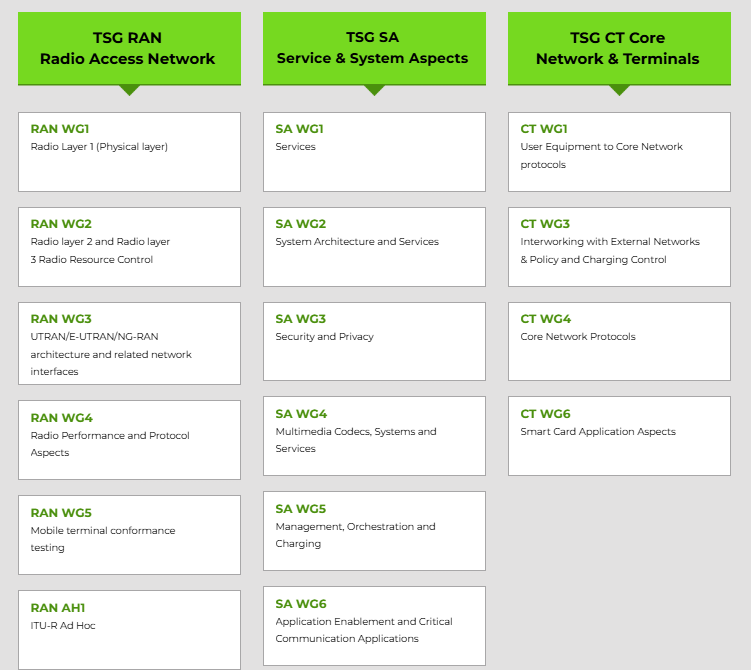 TSG RAN
Radio Access Network
RAN WG1
Radio Layer 1 (Physical layer)
RAN WG2
Radio layer 2 and Radio layer
3 Radio Resource Control
RAN WG3
UTRAN/E-UTRAN/NG-RAN
architecture and related network
interfaces
RAN WG4
Radio Performance and Protocol
Aspects
RAN WG5
Mobile terminal conformance
testing
RAN AH1
ITU-R Ad Hoc
TSG SA
Service & System Aspects
SA WG1
Services
SA WG2
System Architecture and Services
SA WG3
Security and Privacy
SA WG4
Multimedia Codecs, Systems and
Services
SA WG5
Management, Orchestration and
Charging
SA WG6
Application Enablement and Critical
Communication Applications
TSG CT Core
Network & Terminals
CT WG1
User Equipment to Core Network
protocols
CT WG3
Interworking with External Networks
& Policy and Charging Control
CT WG4
Core Network Protocols
CT WG6
Smart Card Application Aspects